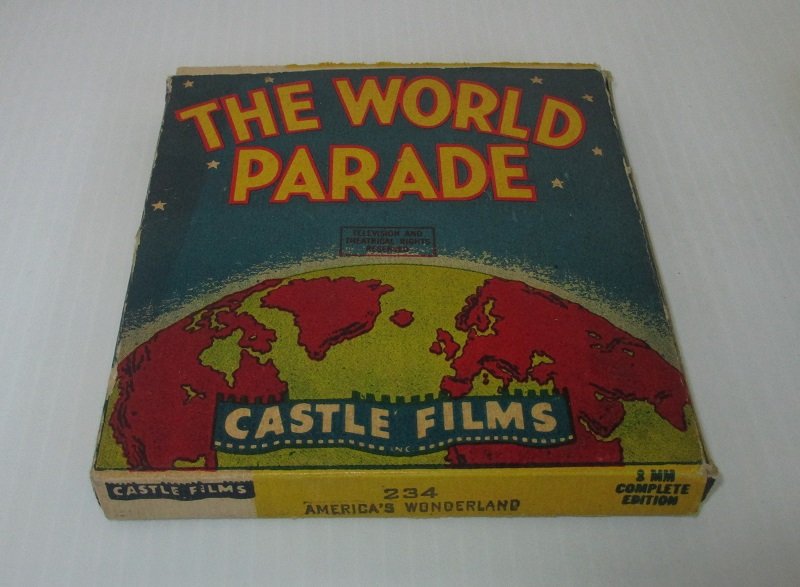 THE WORLD
PARADE
TELEVISION AND
THEATRICAL RIGHTS
RESERVED
CASTLE FILMS
INC
CASTLE FILMS
234
AMERICA'S WONDERLAND
8 MM
COMPLETE
EDITION